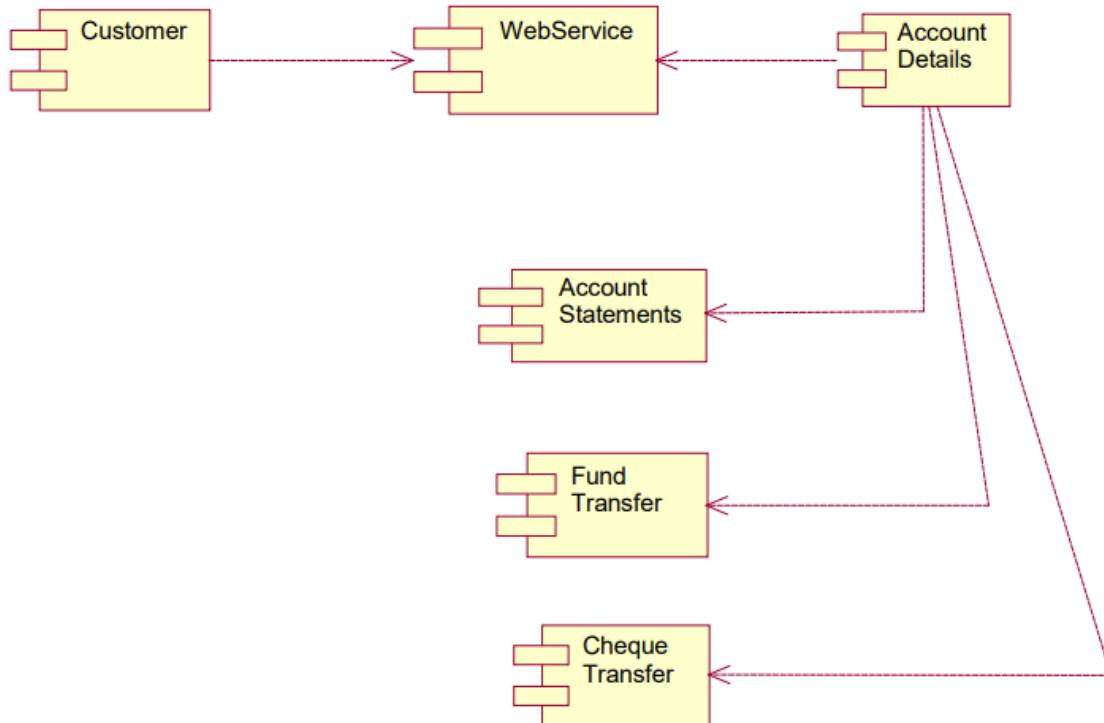 Customer
WebService
Account
Details
Account
Statements
Fund
Transfer
Cheque
Transfer